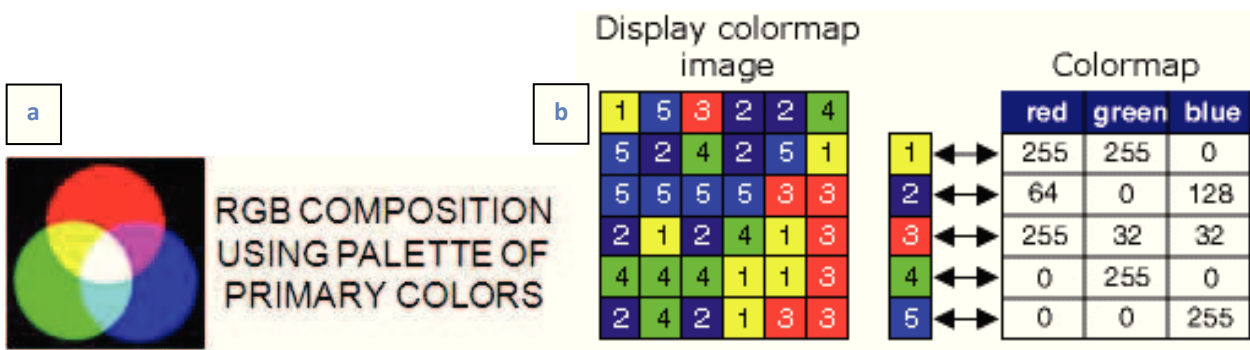 a
RGB COMPOSITION
USING PALETTE OF
PRIMARY COLORS
b
Display colormap
image
1 5 3 2 2 4
5 2 4 2 5 1
5 5 5 5 3 3
2 1 2 4 1 3
4 4 4 1 1 3
2 4 2 1 3 3
Colormap
red green blue
1 255 255 0
2 64 0 128
3 255 32 32
4 0 255 0
5 0 0 255